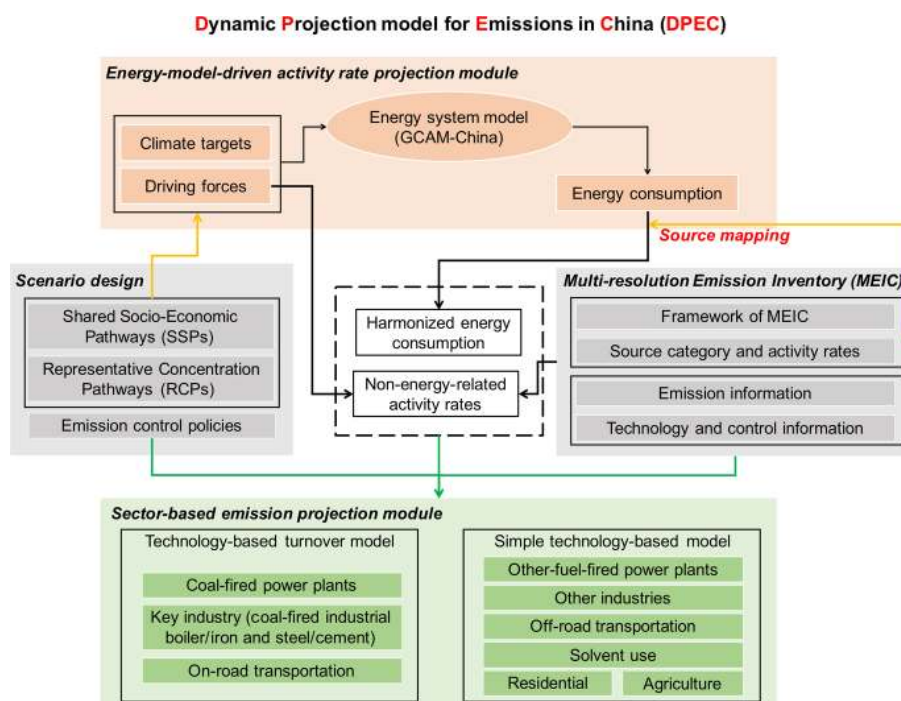 Dynamic Projection model for Emissions in China (DPEC)
Energy-model-driven activity rate projection module
Climate targets
Driving forces
Energy system model
(GCAM-China)
Energy consumption
Source mapping
Scenario design
Shared Socio-Economic
Pathways (SSPs)
Representative Concentration
Pathways (RCPs)
Emission control policies
Harmonized energy
consumption
Non-energy-related
activity rates
Multi-resolution Emission Inventory (MEIC)
Framework of MEIC
Source category and activity rates
Emission information
Technology and control information
Sector-based emission projection module
Technology-based turnover model
Coal-fired power plants
Key industry (coal-fired industrial
boiler/iron and steel/cement)
On-road transportation
Simple technology-based model
Other-fuel-fired power plants
Other industries
Off-road transportation
Solvent use
Residential
Agriculture